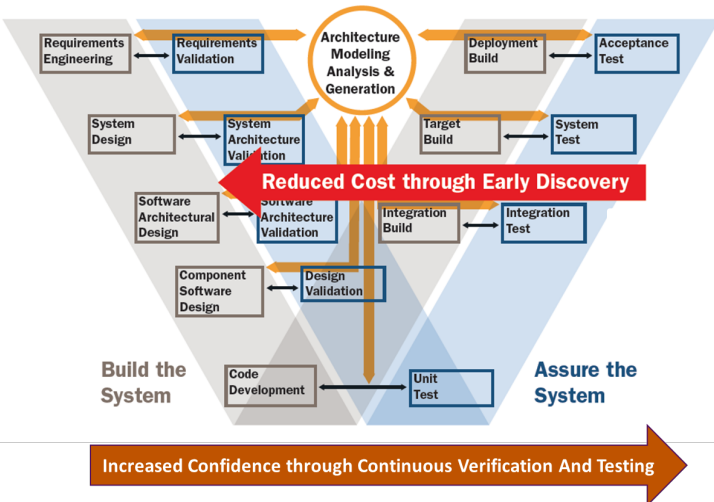 Architecture
Modeling
Analysis &
Generation
Requirements
Engineering
Requirements
Validation
Deployment
Build
Acceptance
Test
System
Design
System
Architecture
Validation
Target
Build
System
Test
Reduced Cost through Early Discovery
Software
Architectural
Design
Software
Architecture
Validation
Integration
Build
Integration
Test
Component
Software
Design
Design
Validation
Build the
System
Code
Development
Unit
Test
Assure the
System
Increased Confidence through Continuous Verification And Testing